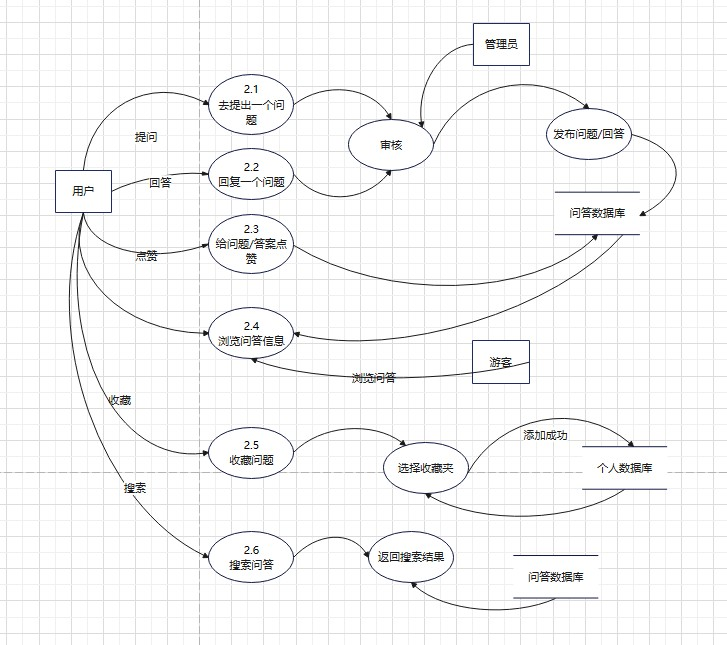 管理员
2.1
去提出一个问
题
提问
审核
发布问题/回答
用户
回答
2.2
回复一个问题
问答数据库
点赞
2.3
给问题/答案点
赞
2.4
浏览问答信息
游客
浏览问答
收藏
2.5
收藏问题
选择收藏夹
添加成功
个人数据库
搜索
2.6
搜索问答
返回搜索结果
问答数据库